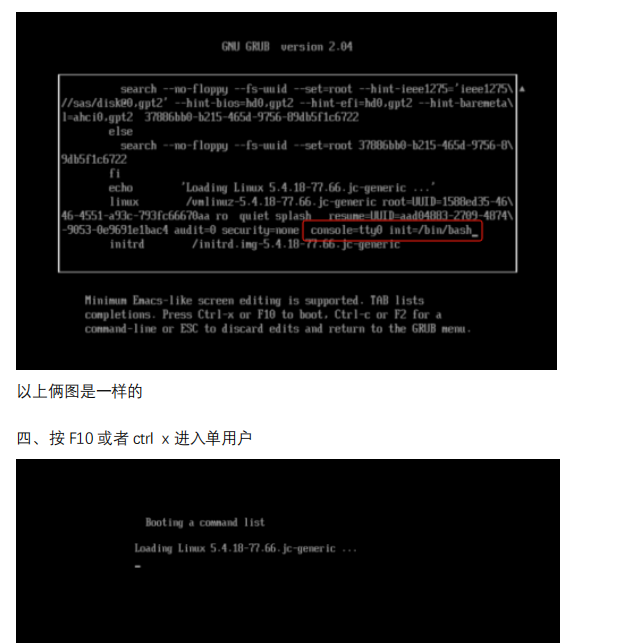 GNU GRUB version 2.04
search --no-floppy --fs-uuid --set=root --hint-ieee1275='ieee1275\
//sas/disk@0,gpt2' --hint-bios=hd0,gpt2 --hint-efi=hd0,gpt2 --hint-baremeta\
l=ahci0,gpt2 37886bb0-b215-465d-9756-89db5f1c6722
else
search --no-floppy --fs-uuid --set=root 37886bb0-b215-465d-9756-8\
9db5f1c6722
fi
echo 'Loading Linux 5.4.18-77.66.jc-generic ...'
linux /vmlinuz-5.4.18-77.66.jc-generic root=UUID=1588ed35-46\
46-4551-a93c-793fc66670aa ro quiet splash resume=UUID=aad04883-2709-4874\
-9053-0e9691e1bac4 audit=0 security=none console=tty0 init=/bin/bash_
initrd /initrd.img-5.4.18-77.66.jc-generic
Minimum Emacs-like screen editing is supported. TAB lists
completions. Press Ctrl-x or F10 to boot, Ctrl-c or F2 for a
command-line or ESC to discard edits and return to the GRUB menu.
以上俩图是一样的
四、按 F10 或者 ctrl x 进入单用户
Booting a command list
Loading Linux 5.4.18-77.66.jc-generic ...
_